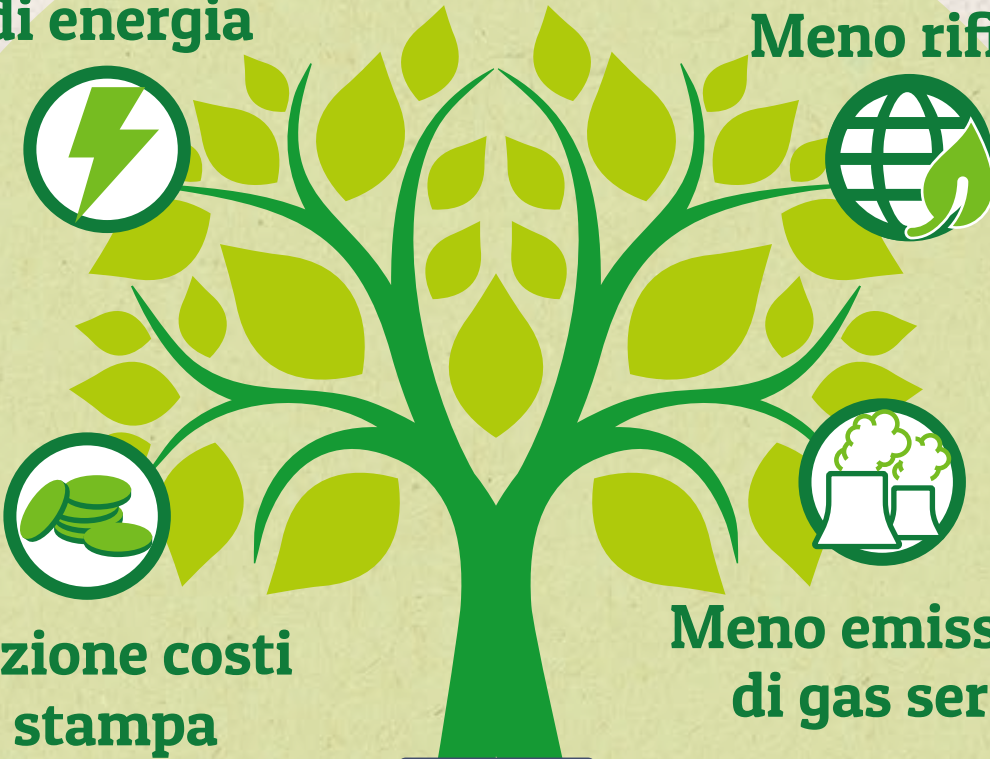 di energia
Meno rifi
zione costi
stampa
Meno emiss
di gas ser